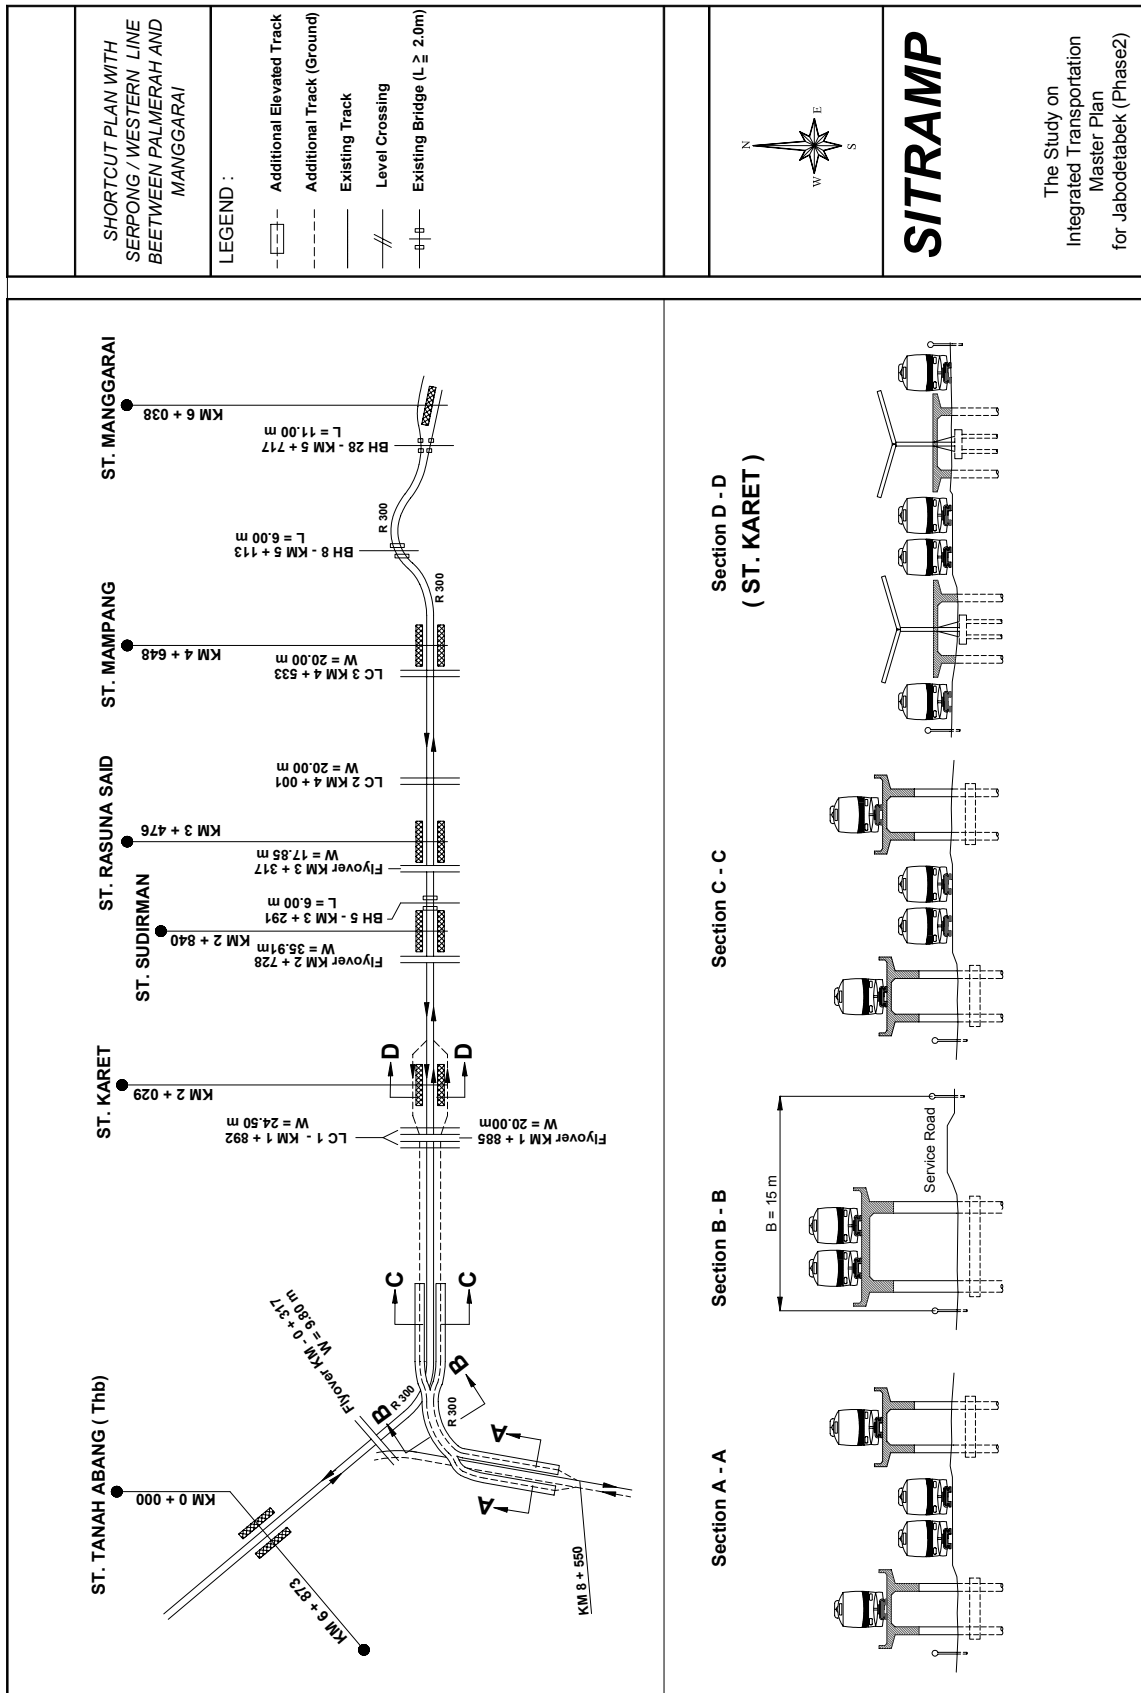 SHORTCUT PLAN WITH
SERPONG / WESTERN LINE
BEETWEEN PALMERAH AND
MANGGARAI
LEGEND :
Additional Elevated Track
Additional Track (Ground)
Existing Track
Level Crossing
Existing Bridge (L ≧ 2.0m)
N
E
S
W
SITRAMP
The Study on
Integrated Transportation
Master Plan
for Jabodetabek (Phase2)
ST. TANAH ABANG ( Thb)
KM 0 + 000
KM 6 + 873
Flyover KM - 0 + 317
W = 9.80 m
R 300
R 300
KM 8 + 550
A
A
B
B
C
C
ST. KARET
KM 2 + 029
LC 1 - KM 1 + 892
W = 24.50 m
Flyover KM 1 + 885
W = 20.00m
D
D
ST. SUDIRMAN
KM 2 + 840
Flyover KM 2 + 728
W = 35.91m
BH 5 - KM 3 + 291
L = 6.00 m
ST. RASUNA SAID
KM 3 + 476
Flyover KM 3 + 317
W = 17.85 m
LC 2 KM 4 + 001
W = 20.00 m
ST. MAMPANG
KM 4 + 648
LC 3 KM 4 + 533
W = 20.00 m
R 300
BH 8 - KM 5 + 113
L = 6.00 m
R 300
ST. MANGGARAI
KM 6 + 038
BH 28 - KM 5 + 717
L = 11.00 m
Section A - A
Section B - B
B = 15 m
Service Road
Section C - C
Section D - D
( ST. KARET )